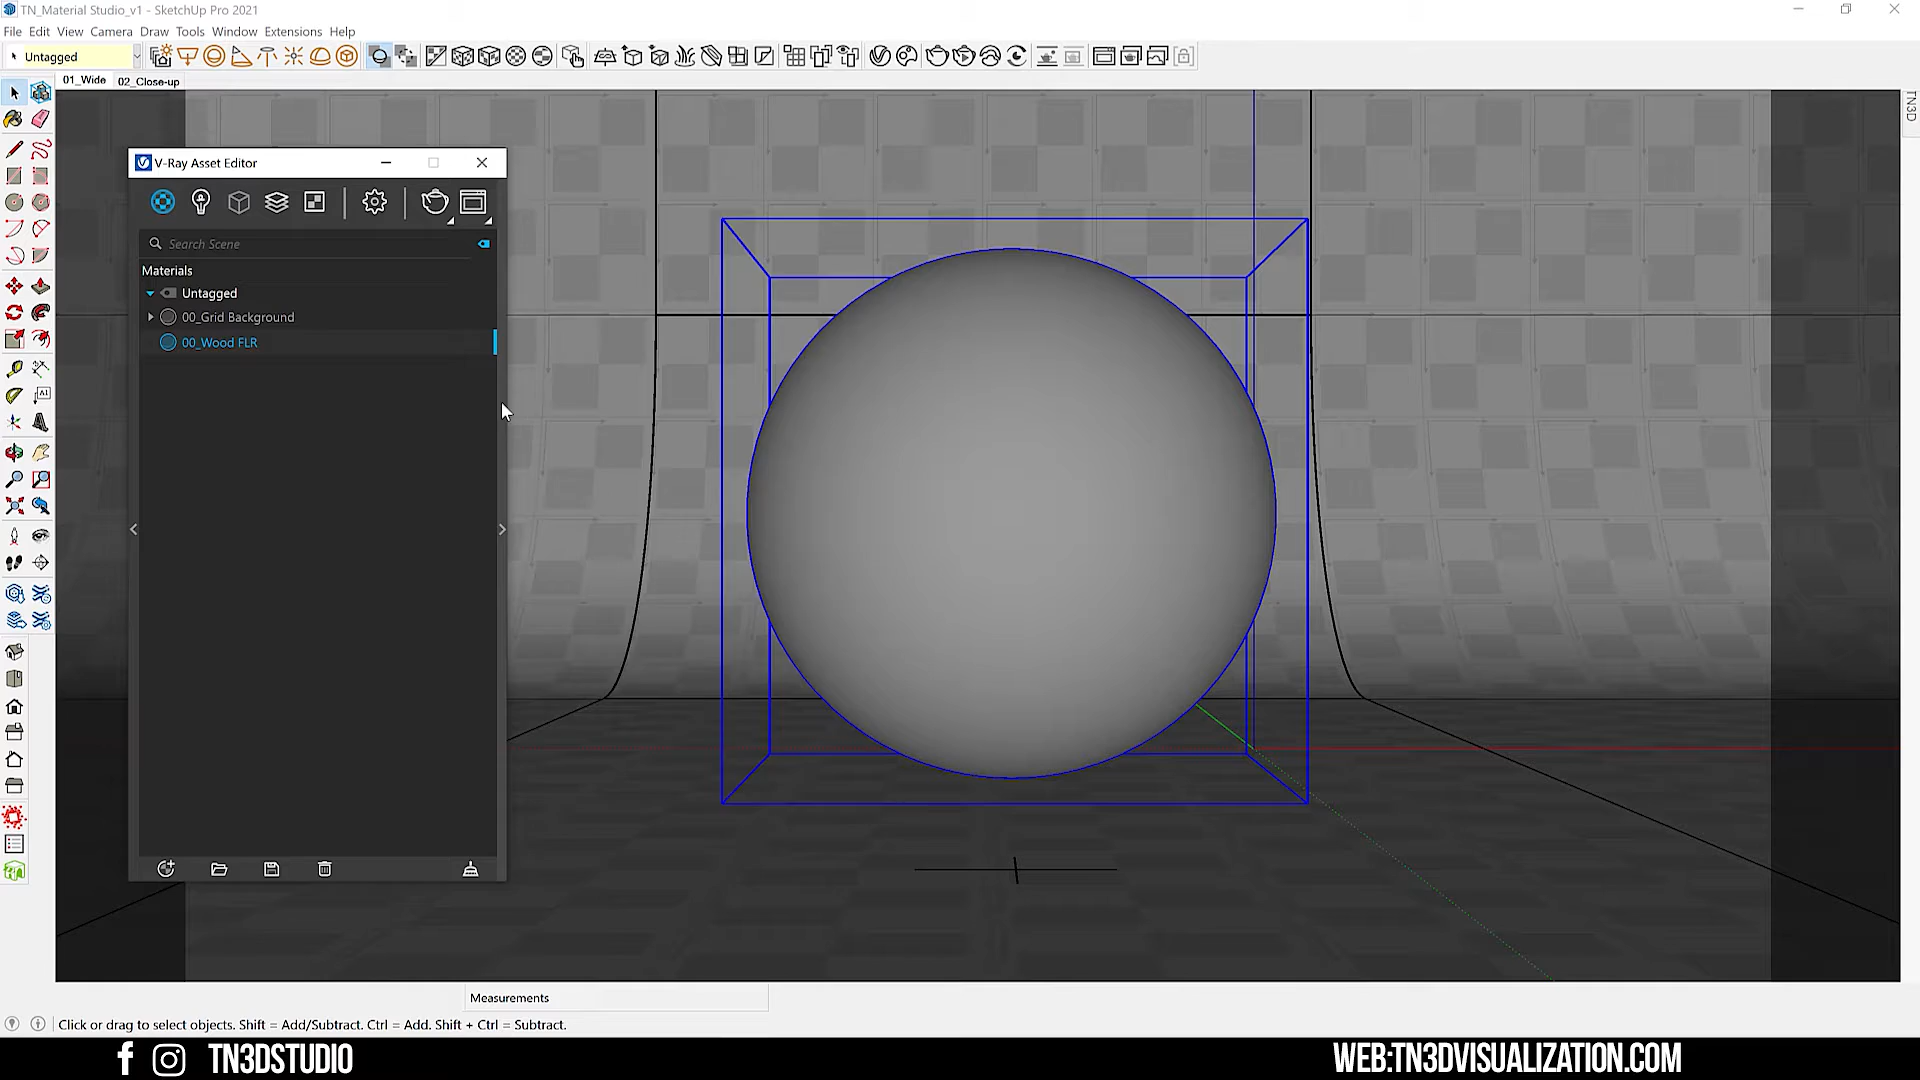 TN_Material Studio_v1 - SketchUp Pro 2021
File Edit View Camera Draw Tools Window Extensions Help
Untagged
01_Wide 02_Close-up
TN3D
V-Ray Asset Editor
Search Scene
Materials
Untagged
00_Grid Background
00_Wood FLR
Measurements
Click or drag to select objects. Shift = Add/Subtract. Ctrl = Add. Shift + Ctrl = Subtract.
TN3DSTUDIO
WEB:TN3DVISUALIZATION.COM